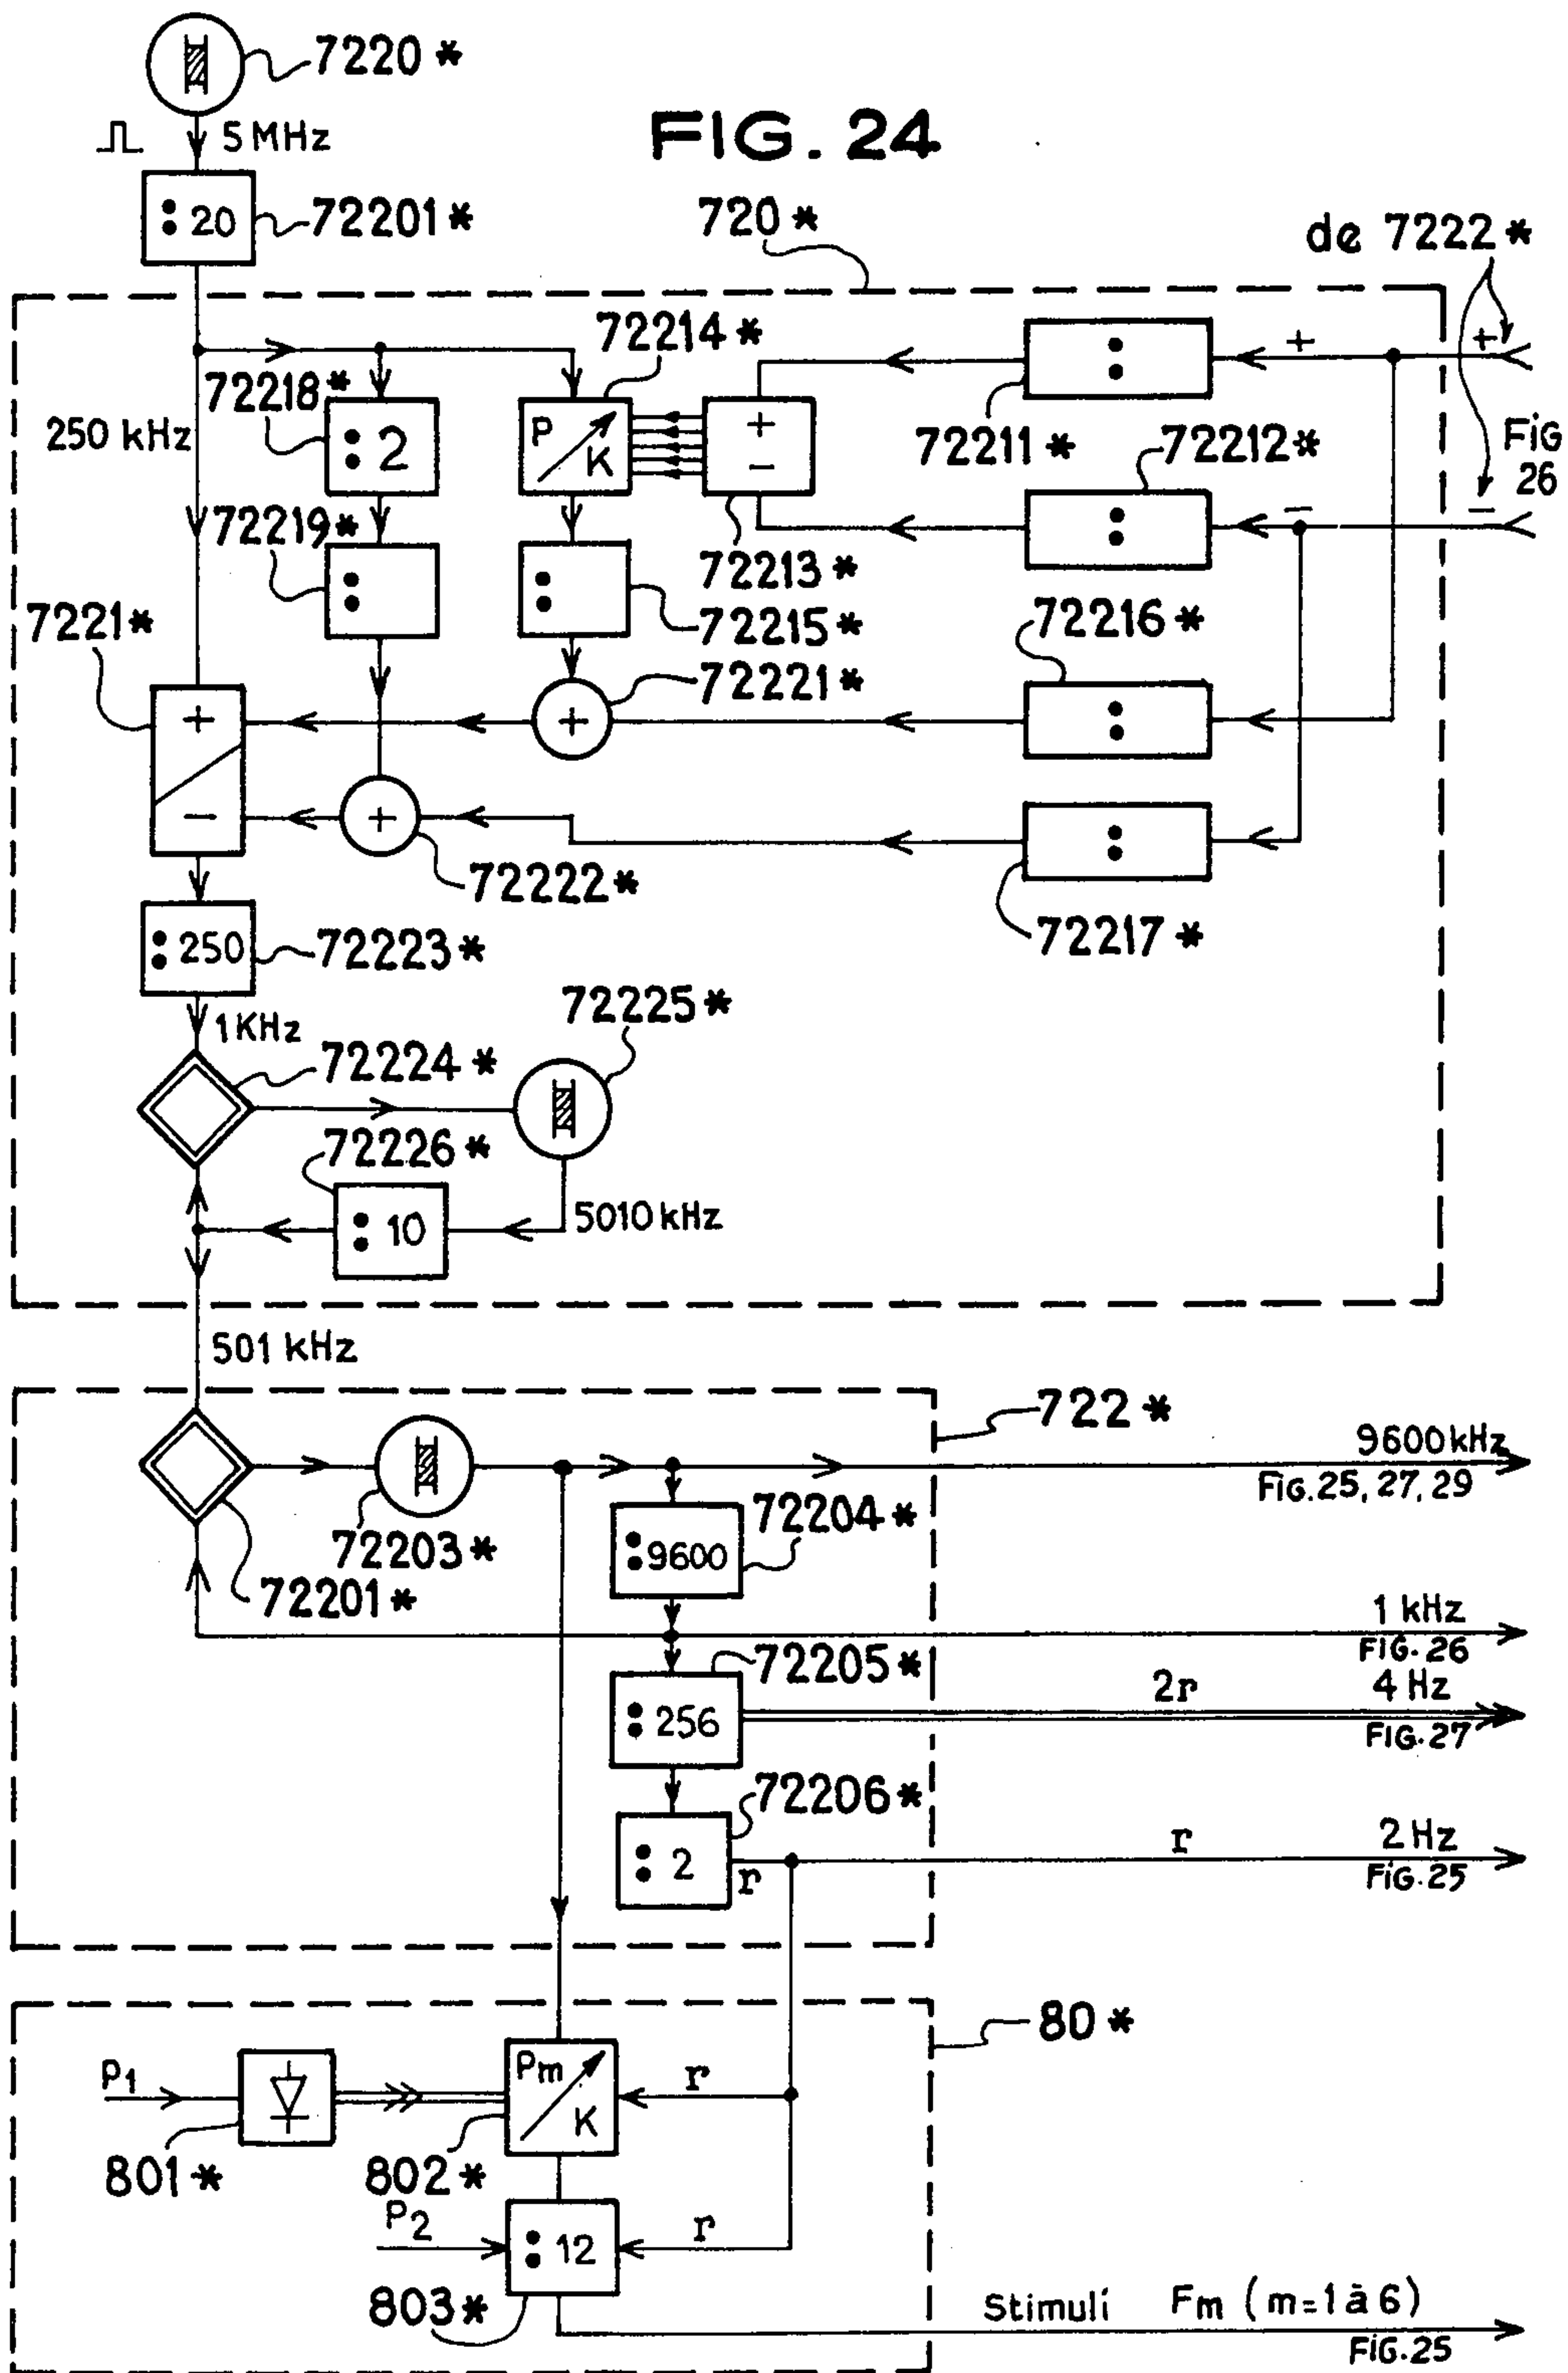 7220*
5 MHz
FIG. 24
: 20
72201*
720*
de 7222*
72214*
+
+
72218*
:
250 kHz
: 2
P/K
+
−
72211*
72212*
FiG
26
−
−
72219*
:
:
:
72213*
7221*
72215*
72216*
72221*
+
+
:
−
+
:
72222*
72217*
: 250
72223*
72225*
1 KHz
72224*
72226*
: 10
5010 kHz
501 kHz
722*
9600 kHz
FiG. 25, 27, 29
72203*
72204*
: 9600
72201*
1 kHz
FiG. 26
72205*
2r
4 Hz
: 256
FiG. 27
72206*
: 2
r
r
2 Hz
FiG. 25
80*
P1
Pm/K
r
801*
802*
P2
: 12
r
803*
Stimuli Fm (m=1 à 6)
FiG. 25